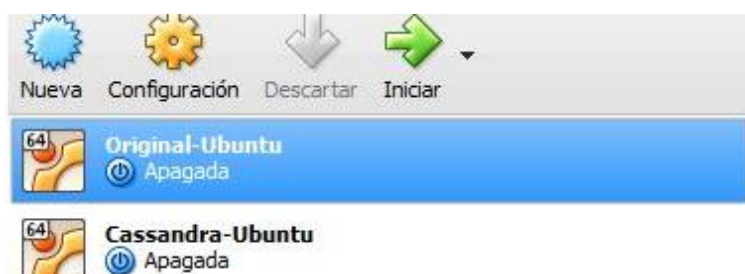 Nueva Configuración Descartar Iniciar
64 Original-Ubuntu
Apagada
64 Cassandra-Ubuntu
Apagada